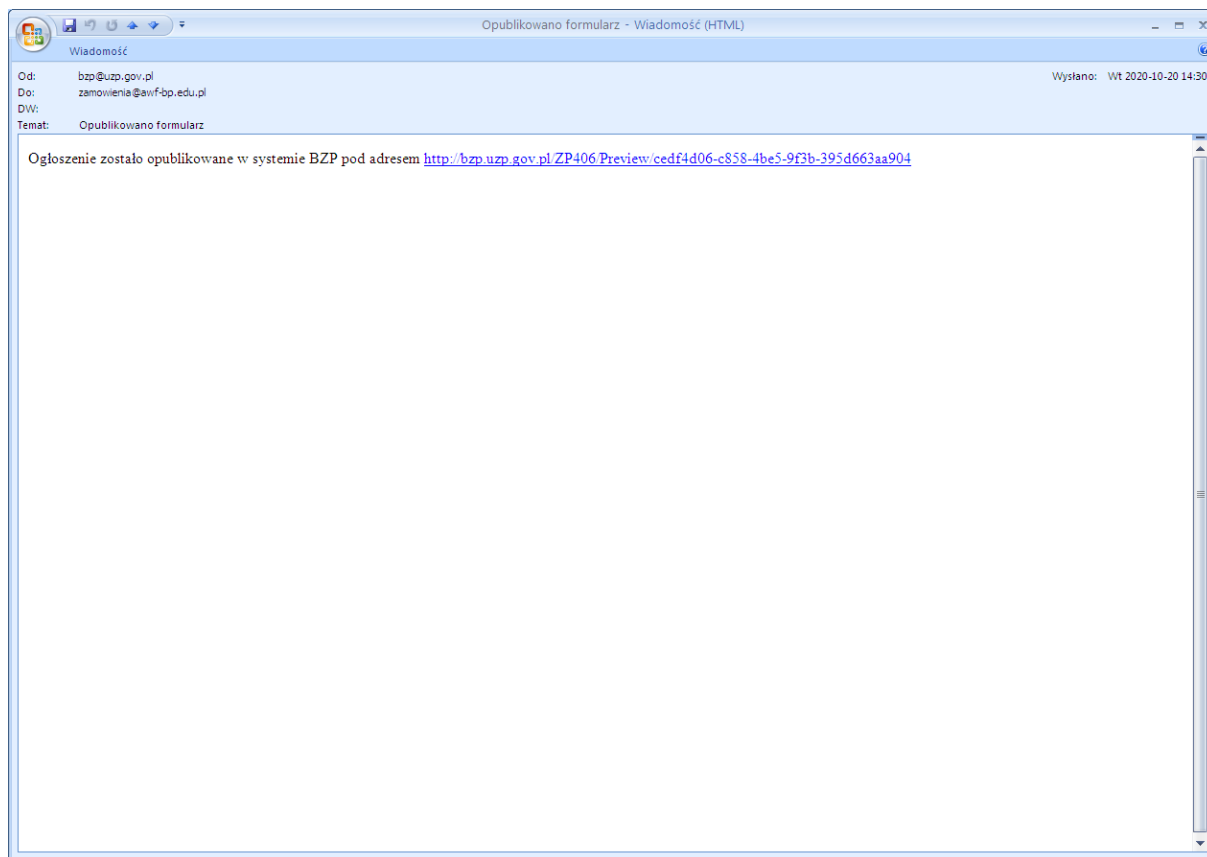 Opublikowano formularz - Wiadomość (HTML)
Wiadomość
Od: bzp@uzp.gov.pl Wysłano: Wt 2020-10-20 14:30
Do: zamowienia@awf-bp.edu.pl
DW:
Temat: Opublikowano formularz
Ogłoszenie zostało opublikowane w systemie BZP pod adresem http://bzp.uzp.gov.pl/ZP406/Preview/cedf4d06-c858-4be5-9f3b-395d663aa904